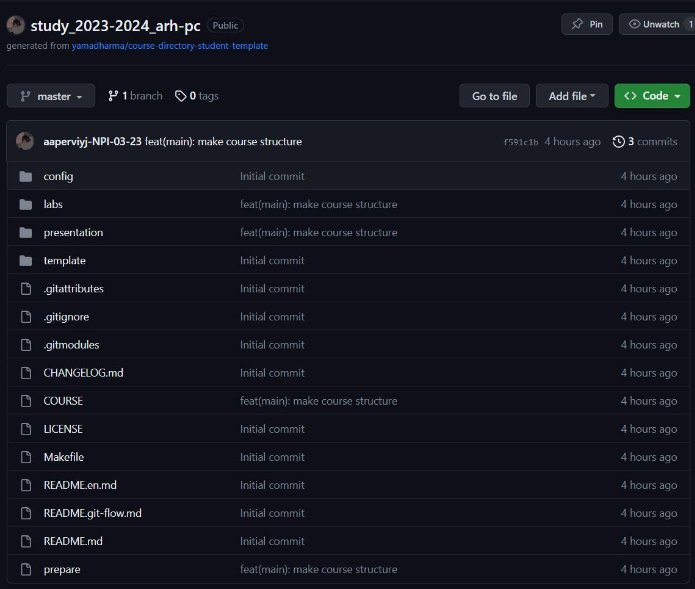 study_2023-2024_arh-pc Public Pin Unwatch 1
generated from yamadharma/course-directory-student-template
master 1 branch 0 tags Go to file Add file <> Code
aaperviyj-NPI-03-23 feat(main): make course structure f591c1b 4 hours ago 3 commits
config Initial commit 4 hours ago
labs feat(main): make course structure 4 hours ago
presentation feat(main): make course structure 4 hours ago
template Initial commit 4 hours ago
.gitattributes Initial commit 4 hours ago
.gitignore Initial commit 4 hours ago
.gitmodules Initial commit 4 hours ago
CHANGELOG.md Initial commit 4 hours ago
COURSE feat(main): make course structure 4 hours ago
LICENSE Initial commit 4 hours ago
Makefile Initial commit 4 hours ago
README.en.md Initial commit 4 hours ago
README.git-flow.md Initial commit 4 hours ago
README.md Initial commit 4 hours ago
prepare feat(main): make course structure 4 hours ago